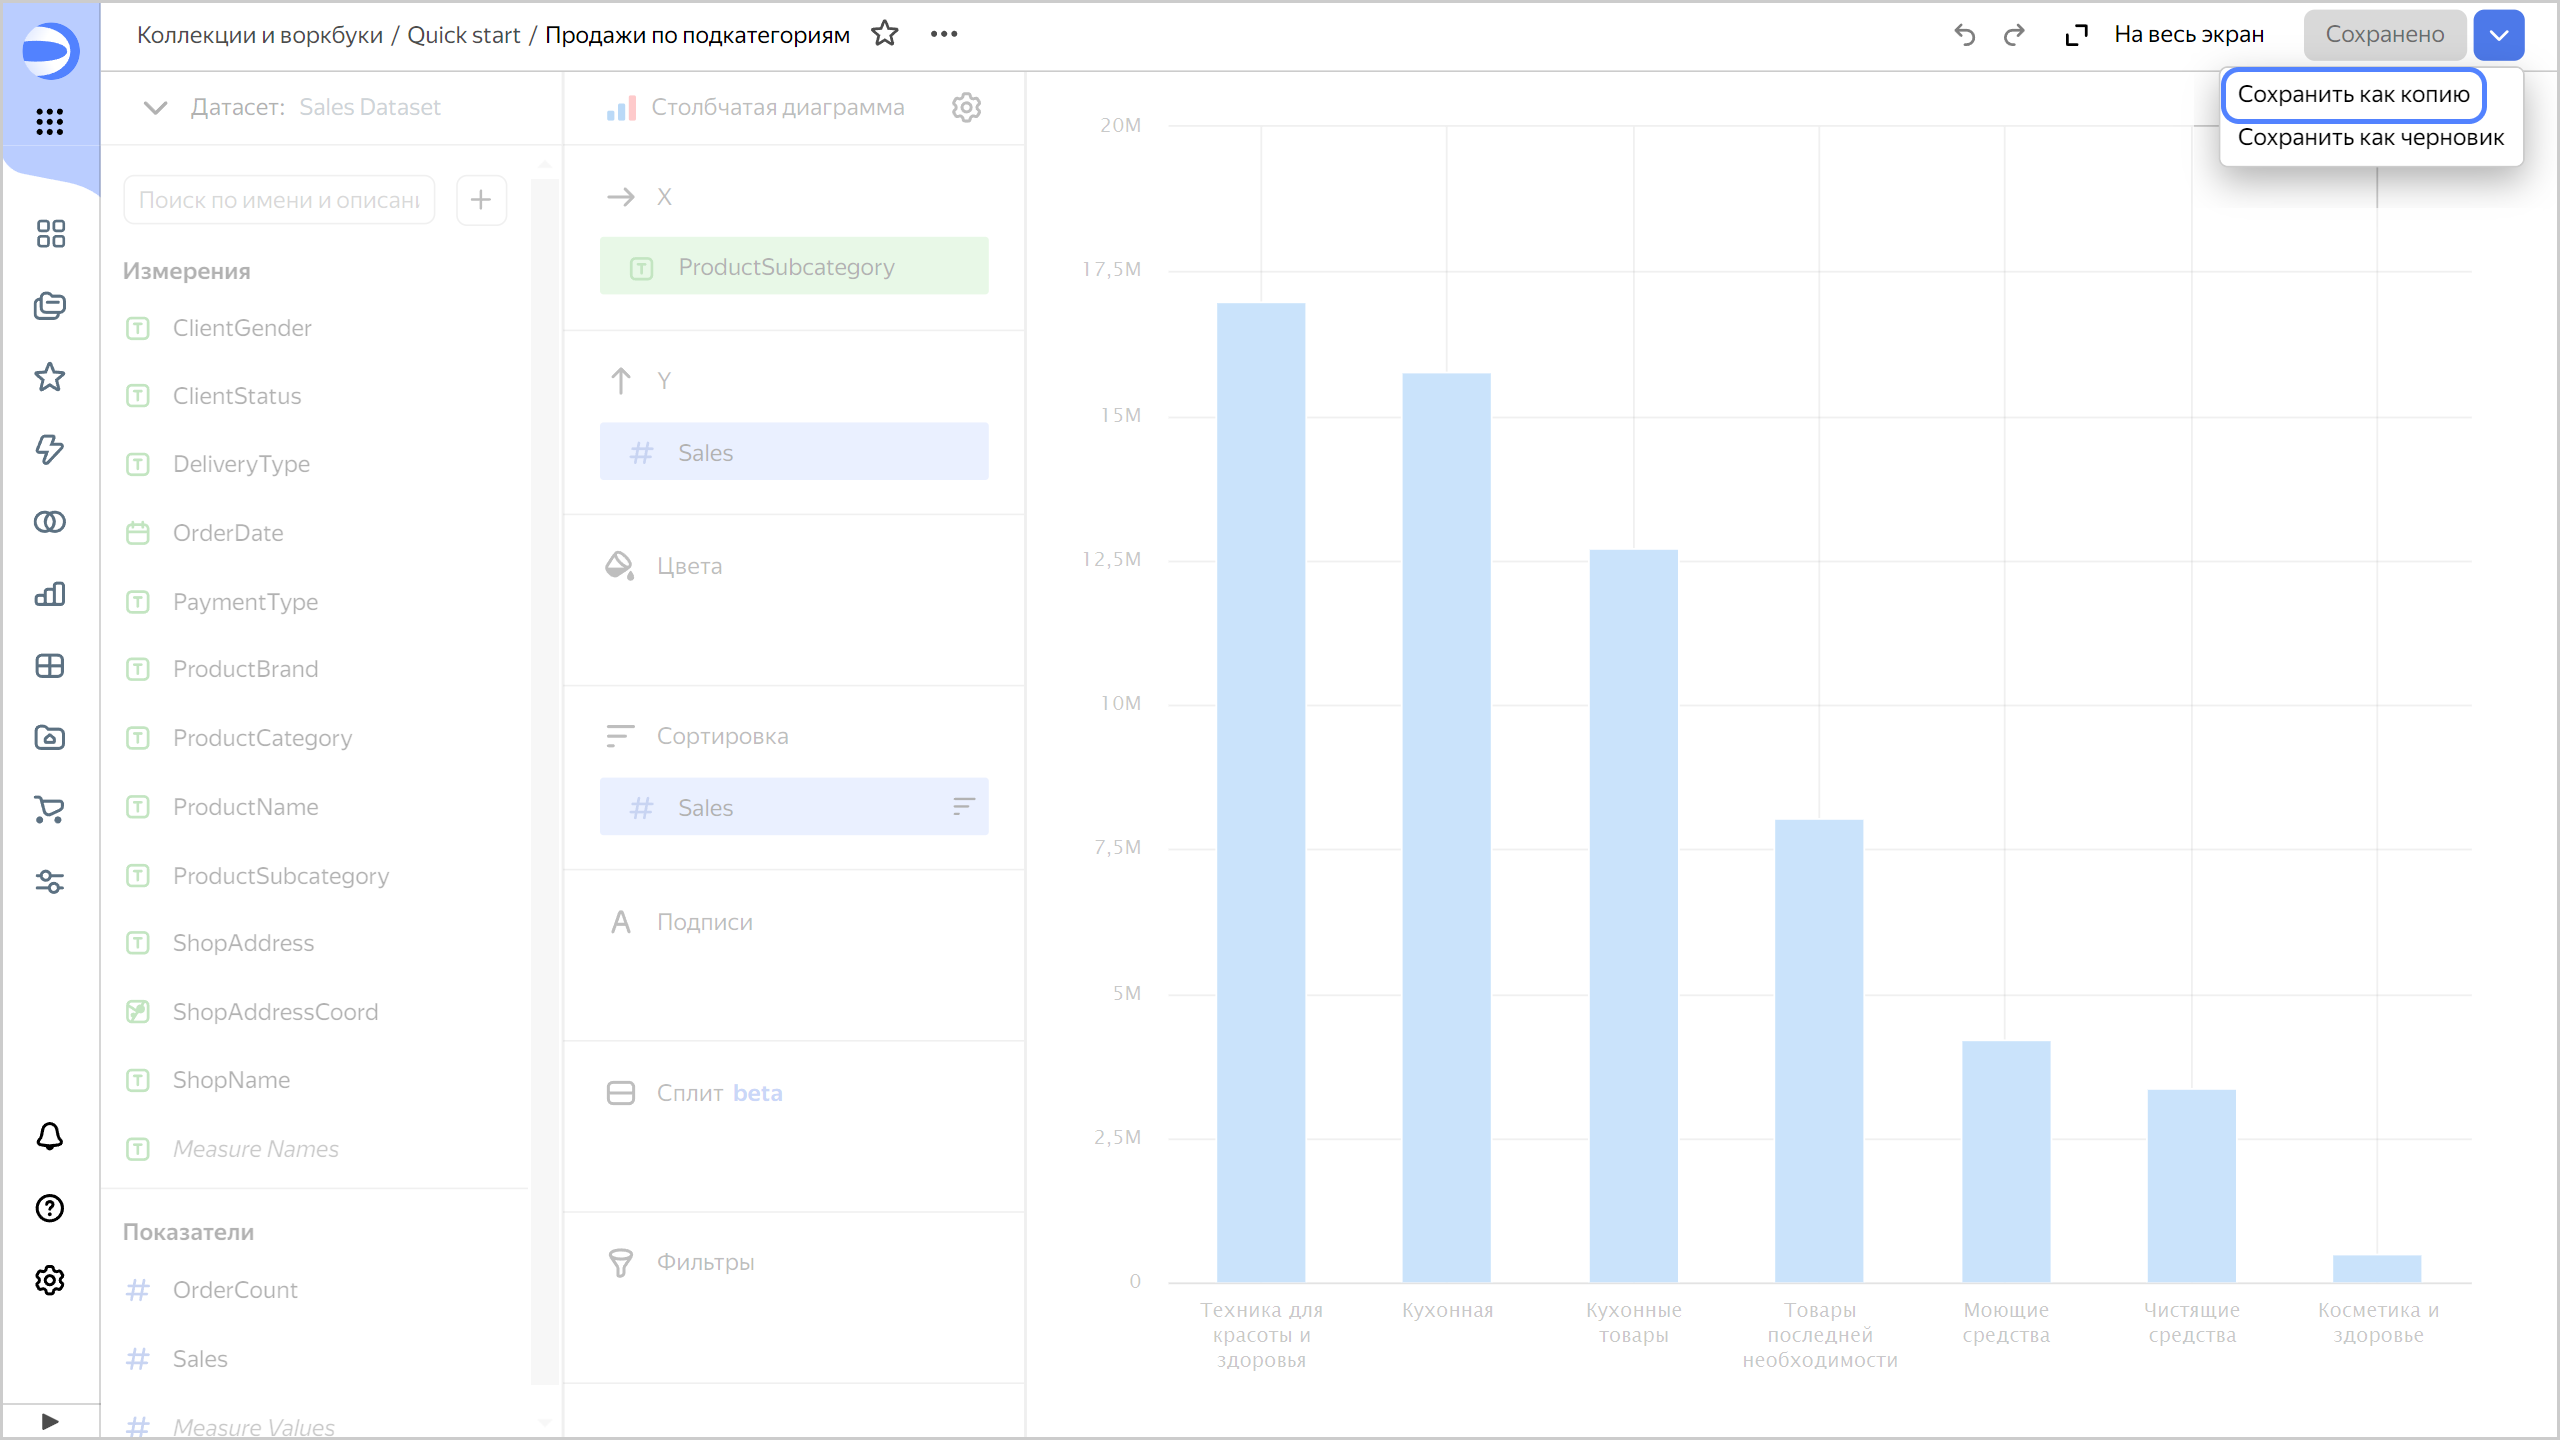 Коллекции и воркбуки / Quick start / Продажи по подкатегориям
На весь экран
Сохранено
Сохранить как копию
Сохранить как черновик
Датасет: Sales Dataset
Поиск по имени и описани
Измерения
ClientGender
ClientStatus
DeliveryType
OrderDate
PaymentType
ProductBrand
ProductCategory
ProductName
ProductSubcategory
ShopAddress
ShopAddressCoord
ShopName
Measure Names
Показатели
OrderCount
Sales
Measure Values
Столбчатая диаграмма
X
ProductSubcategory
Y
Sales
Цвета
Сортировка
Sales
Подписи
Сплит beta
Фильтры
20M
17,5M
15M
12,5M
10M
7,5M
5M
2,5M
0
Техника для
красоты и
здоровья
Кухонная
Кухонные
товары
Товары
последней
необходимости
Моющие
средства
Чистящие
средства
Косметика и
здоровье